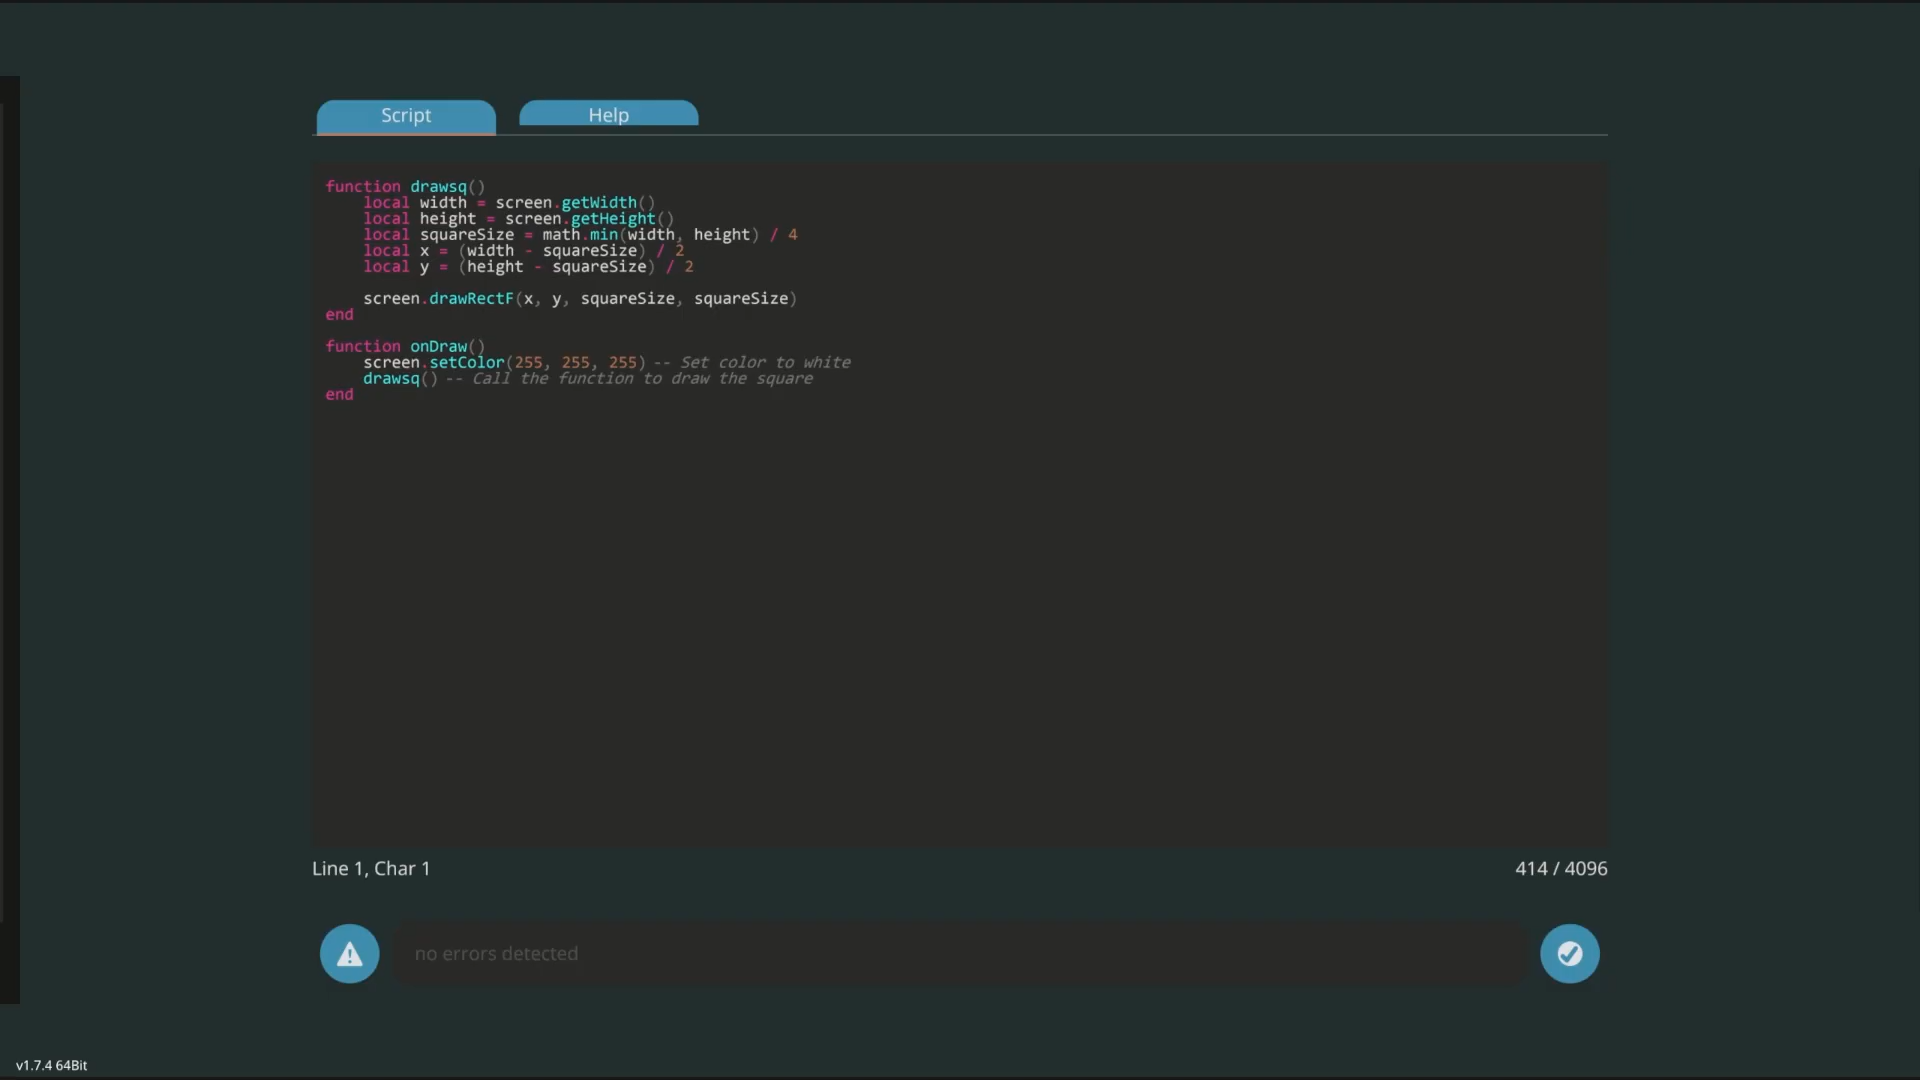 Script
Help
function drawsq()
    local width = screen.getWidth()
    local height = screen.getHeight()
    local squareSize = math.min(width, height) / 4
    local x = (width - squareSize) / 2
    local y = (height - squareSize) / 2
    screen.drawRectF(x, y, squareSize, squareSize)
end
function onDraw()
    screen.setColor(255, 255, 255) -- Set color to white
    drawsq() -- Call the function to draw the square
end
Line 1, Char 1
414 / 4096
no errors detected
v1.7.4 64Bit